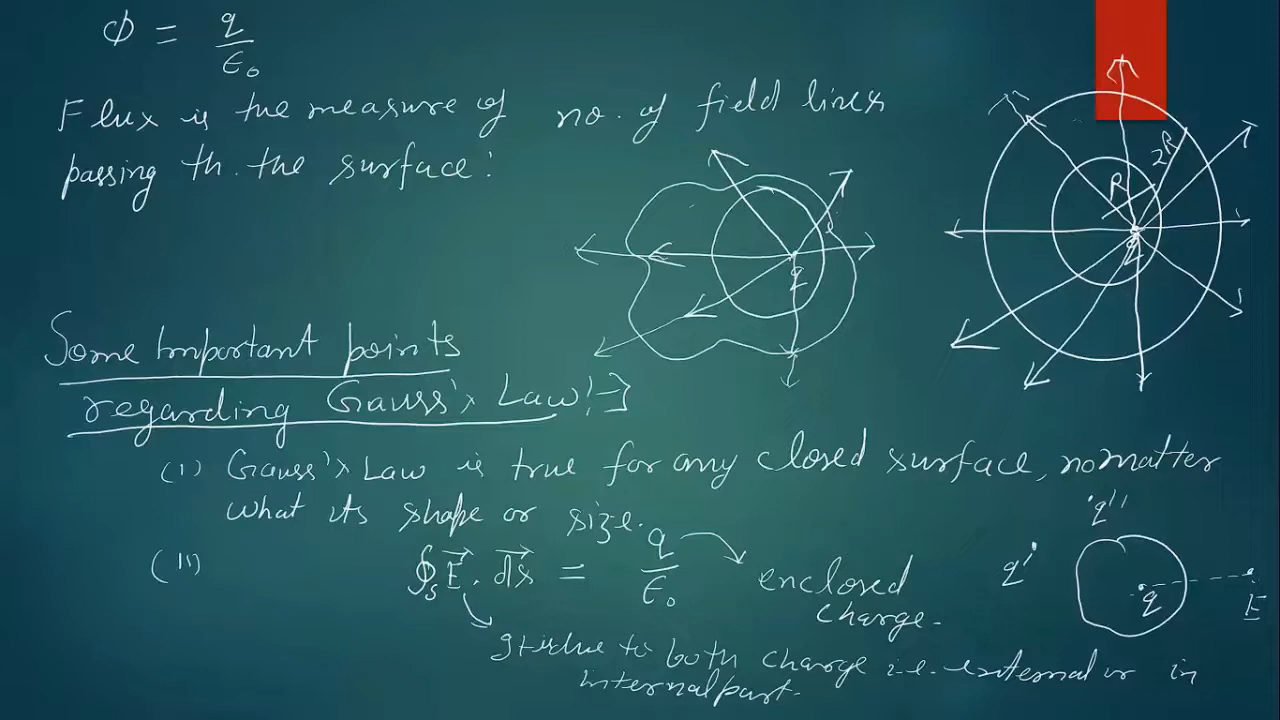 ϕ = q/ϵ₀
Flux is the measure of no. of field lines
passing th. the surface.
R
2R
q
q
Some Important points
regarding Gauss's Law :→
(i) Gauss's Law is true for any closed surface, no matter
what its shape or size.
(ii) ∮ₛ E⃗ . ds⃗ = q/ϵ₀ → enclosed
charge.
q''
q'
q
E
It is due to both charge i.e. external or in
internal part.